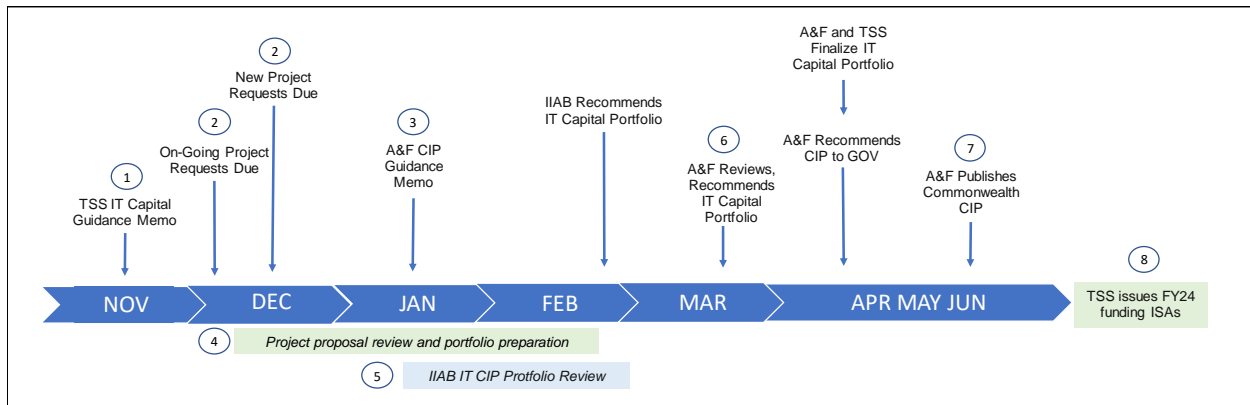 A&F and TSS
Finalize IT
Capital Portfolio
2
New Project
Requests Due
IIAB Recommends
IT Capital Portfolio
2
On-Going Project
Requests Due
3
A&F CIP
Guidance
Memo
6
A&F Reviews,
Recommends
IT Capital
Portfolio
A&F Recommends
CIP to GOV
7
A&F Publishes
Commonwealth
CIP
1
TSS IT Capital
Guidance Memo
8
TSS issues FY24
funding ISAs
NOV
DEC
JAN
FEB
MAR
APR MAY JUN
4
Project proposal review and portfolio preparation
5
IIAB IT CIP Protfolio Review